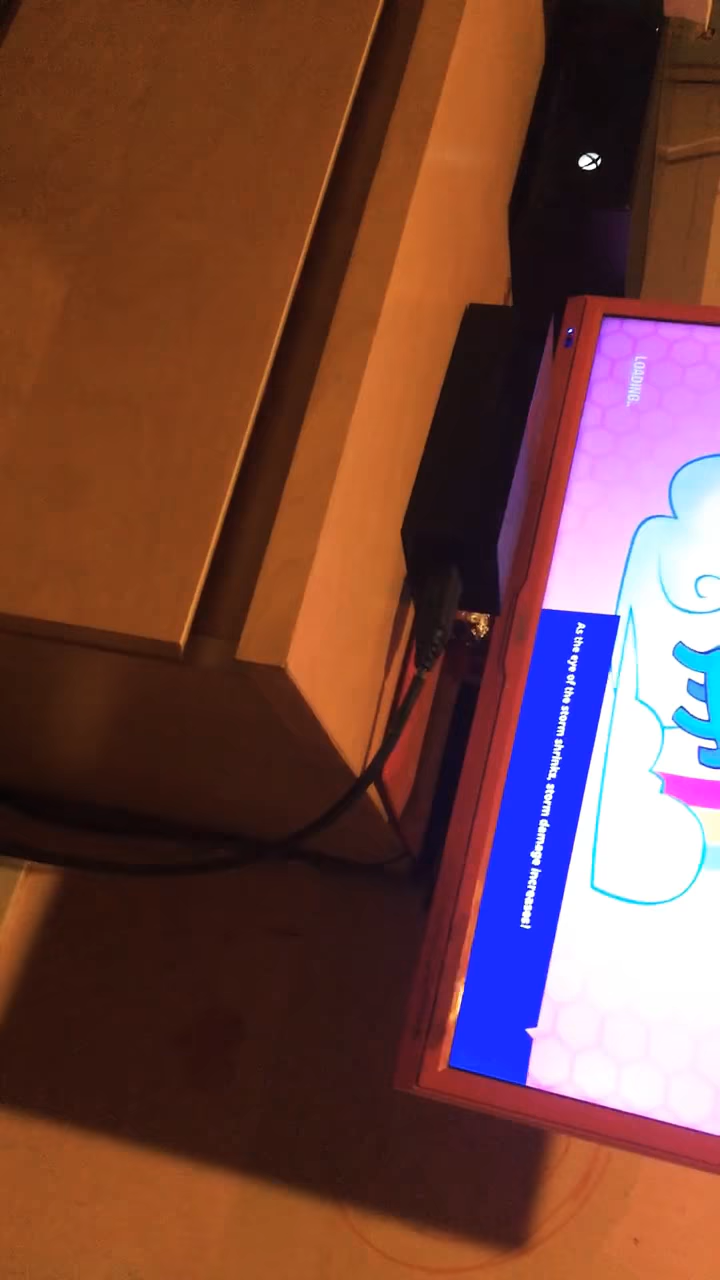 LOADING..
As the eye of the storm shrinks, storm damage increases!